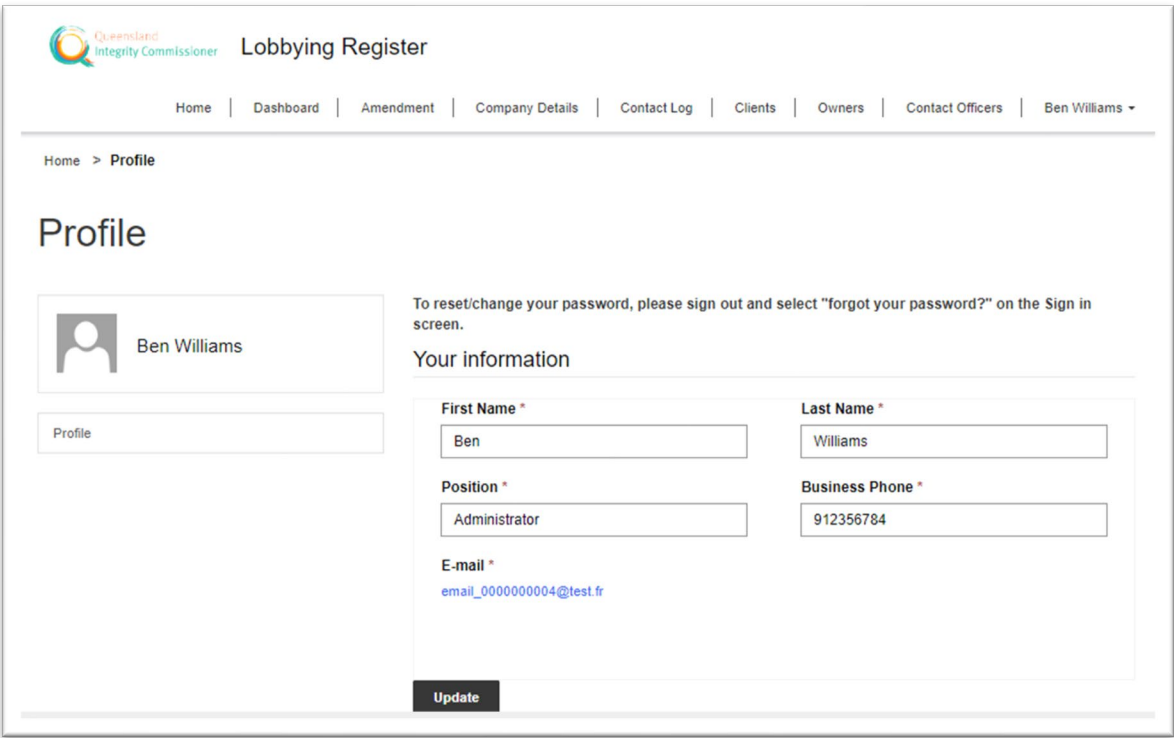 Queensland
Integrity Commissioner
Lobbying Register
Home | Dashboard | Amendment | Company Details | Contact Log | Clients | Owners | Contact Officers | Ben Williams
Home > Profile
Profile
Ben Williams
Profile
To reset/change your password, please sign out and select "forgot your password?" on the Sign in
screen.
Your information
First Name * Last Name *
Ben Williams
Position * Business Phone *
Administrator 912356784
E-mail *
email_0000000004@test.fr
Update